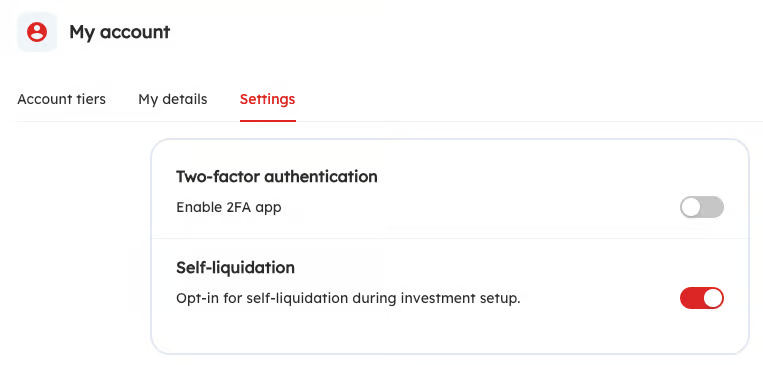 My account
Account tiers My details Settings
Two-factor authentication
Enable 2FA app
Self-liquidation
Opt-in for self-liquidation during investment setup.